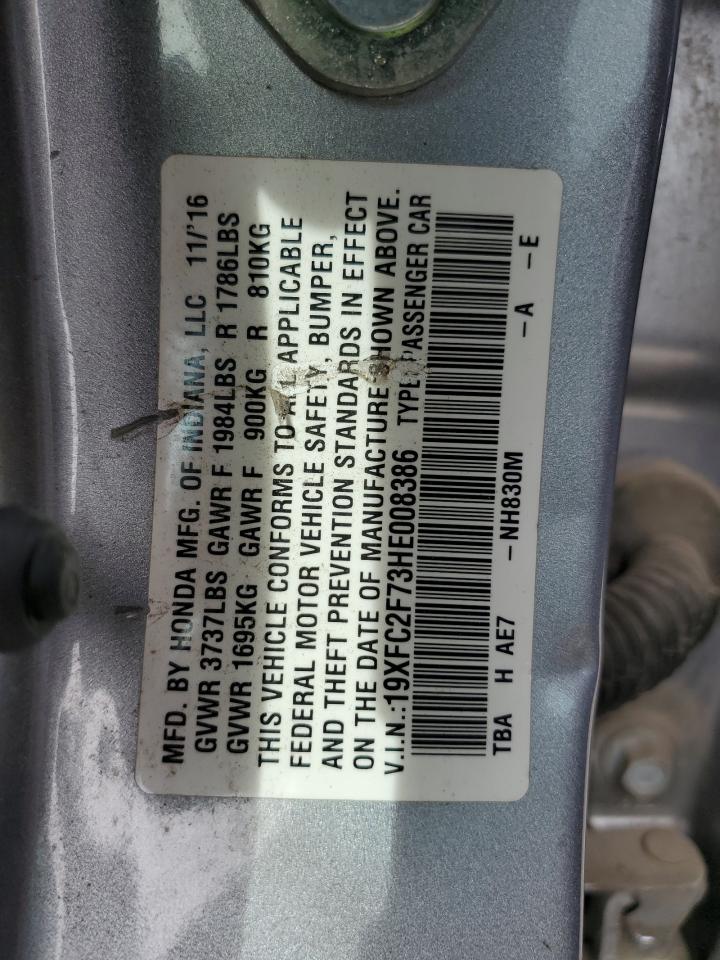 MFD. BY HONDA MFG. OF INDIANA, LLC 11/'16
GVWR 3737LBS GAWR F 1984LBS R 1786LBS
GVWR 1695KG GAWR F 900KG R 810KG
THIS VEHICLE CONFORMS TO ALL APPLICABLE
FEDERAL MOTOR VEHICLE SAFETY, BUMPER,
AND THEFT PREVENTION STANDARDS IN EFFECT
ON THE DATE OF MANUFACTURE SHOWN ABOVE.
V.I.N.:19XFC2F73HE008386 TYPE:PASSENGER CAR
TBA H AE7 -NH830M -A -E